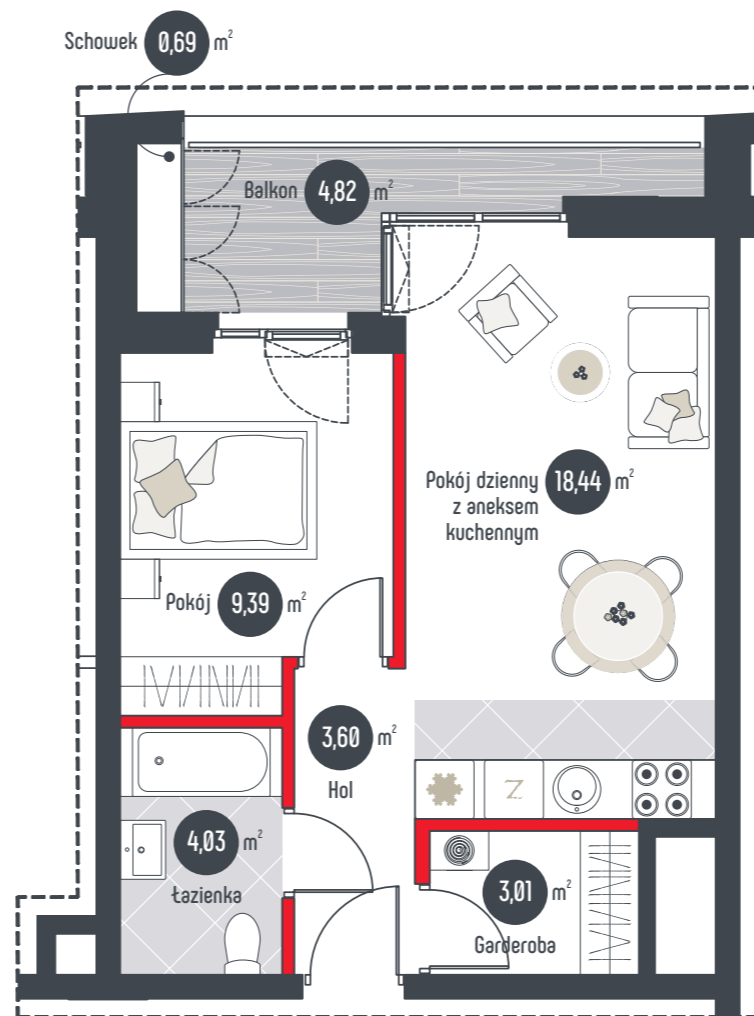 Schowek 0,69 m²
Balkon 4,82 m²
Pokój dzienny 18,44 m²
z aneksem
kuchennym
Pokój 9,39 m²
3,60 m²
Hol
Z
4,03 m²
Łazienka
3,01 m²
Garderoba